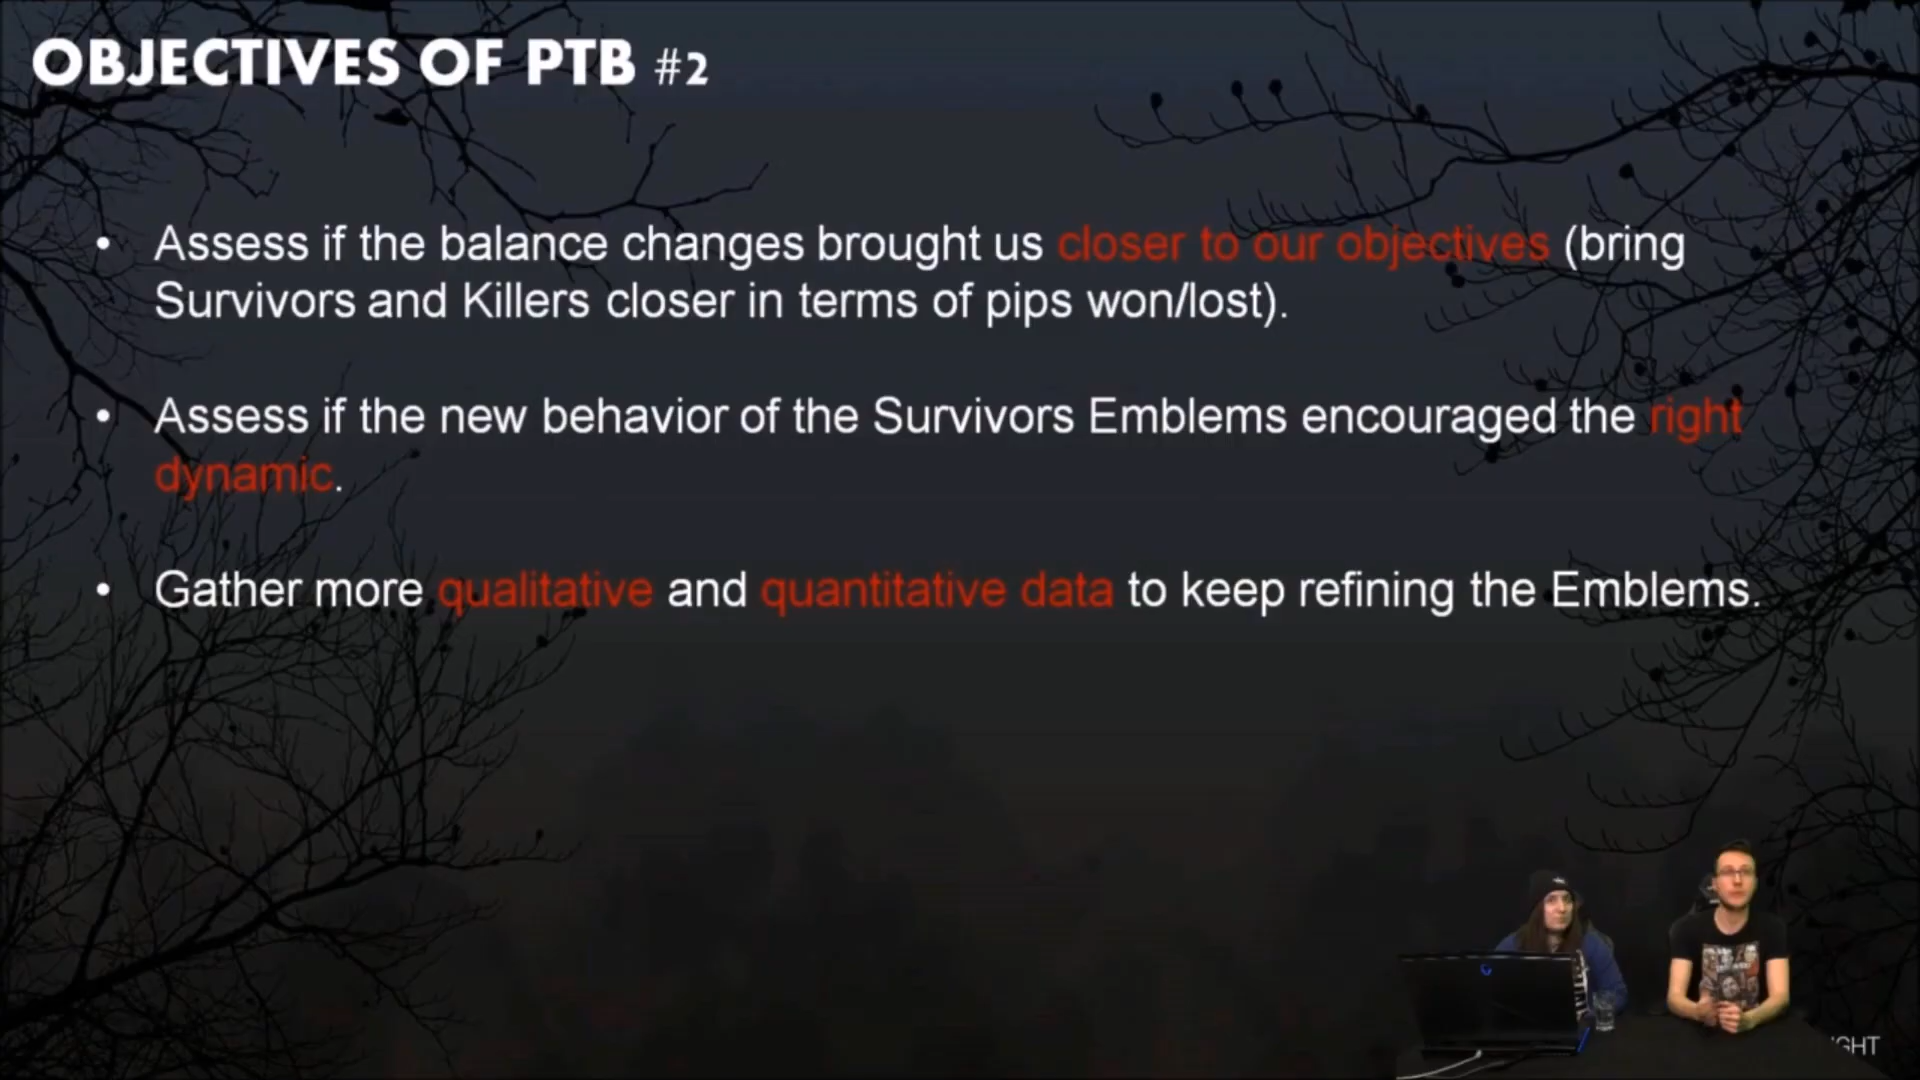 OBJECTIVES OF PTB #2
• Assess if the balance changes brought us closer to our objectives (bring
Survivors and Killers closer in terms of pips won/lost).
• Assess if the new behavior of the Survivors Emblems encouraged the right
dynamic.
• Gather more qualitative and quantitative data to keep refining the Emblems.
GHT